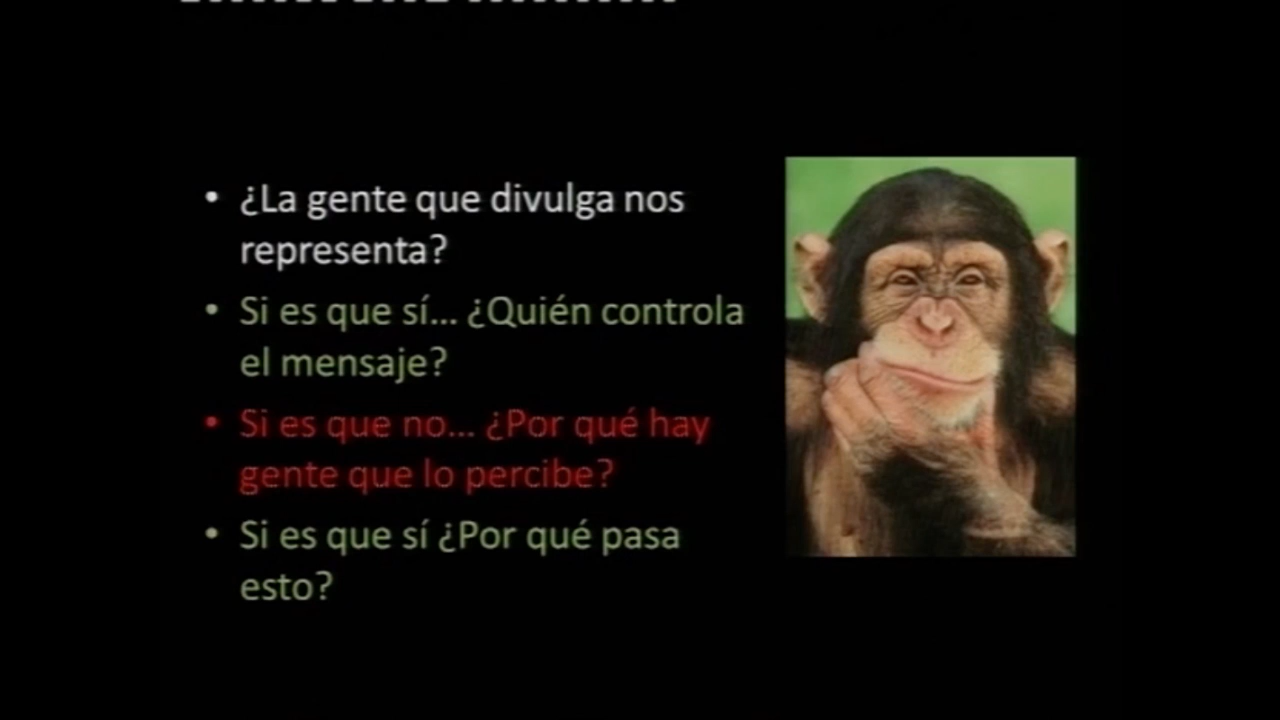 • ¿La gente que divulga nos
representa?
• Si es que sí... ¿Quién controla
el mensaje?
• Si es que no... ¿Por qué hay
gente que lo percibe?
• Si es que sí ¿Por qué pasa
esto?